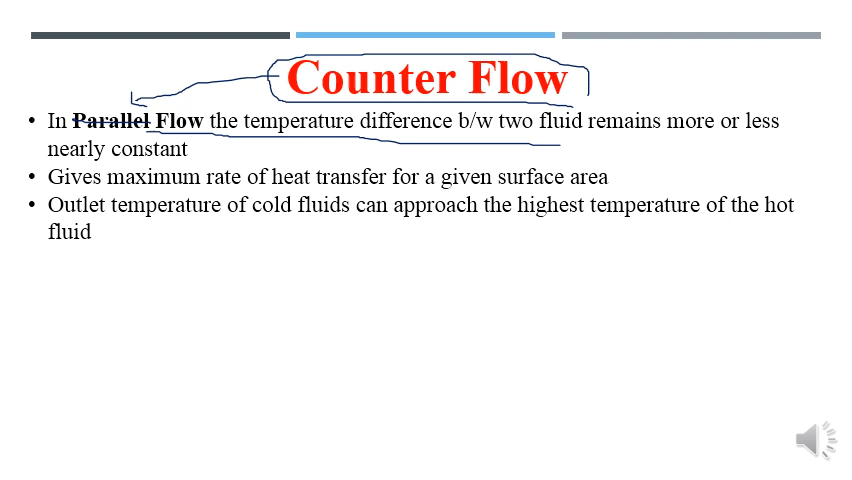 Counter Flow
• In Parallel Flow the temperature difference b/w two fluid remains more or less
nearly constant
• Gives maximum rate of heat transfer for a given surface area
• Outlet temperature of cold fluids can approach the highest temperature of the hot
fluid